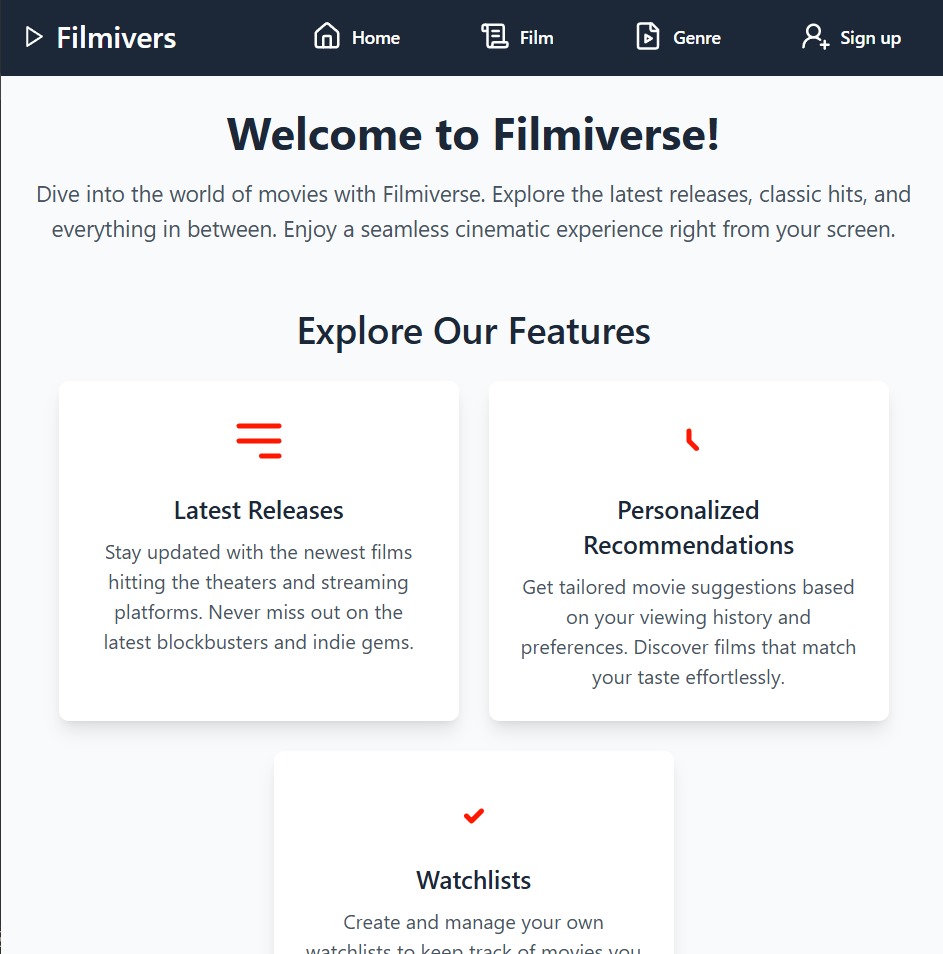 Filmivers
Home
Film
Genre
Sign up
Welcome to Filmiverse!
Dive into the world of movies with Filmiverse. Explore the latest releases, classic hits, and
everything in between. Enjoy a seamless cinematic experience right from your screen.
Explore Our Features
Latest Releases
Stay updated with the newest films
hitting the theaters and streaming
platforms. Never miss out on the
latest blockbusters and indie gems.
Personalized
Recommendations
Get tailored movie suggestions based
on your viewing history and
preferences. Discover films that match
your taste effortlessly.
Watchlists
Create and manage your own
watchlists to keep track of movies you